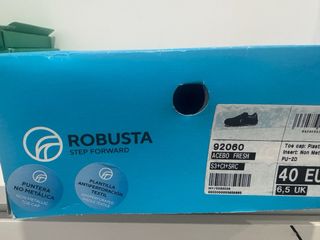 ROBUSTA
STEP FORWARD
PUNTERA
NO METÁLICA
PLANTILLA
ANTIPERFORACIÓN
TEXTIL
92060
ACEBO FRESH
S3+CI+SRC
Toe cap: Plast
Insert: Non Met
PU-2D
40 EU
6,5 UK